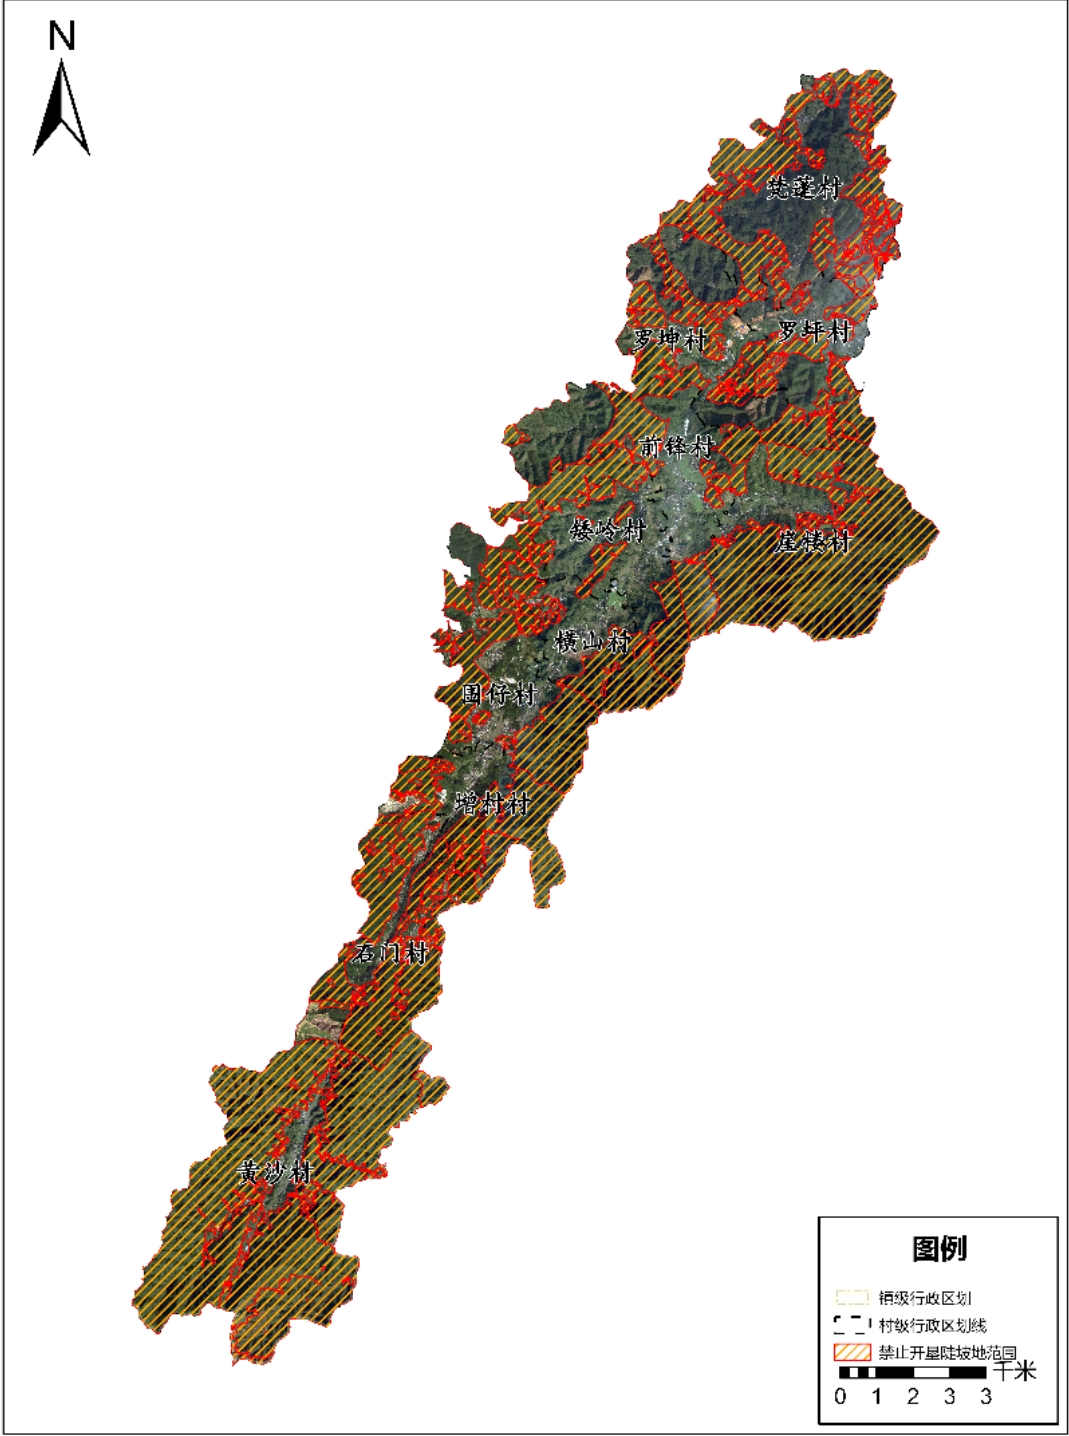 N
梵蓬村
罗坤村
罗坪村
前锋村
矮岭村
崖楼村
横山村
围仔村
增村村
石门村
黄沙村
图例
镇级行政区划
村级行政区划线
禁止开垦陡坡地范围
千米
0 1 2 3 3